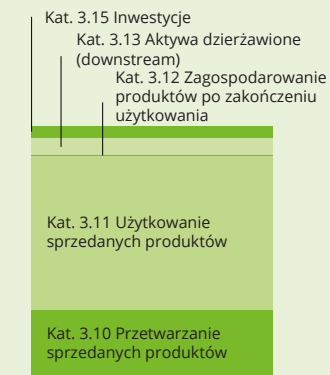 Kat. 3.15 Inwestycje
Kat. 3.13 Aktywa dzierżawione
(downstream)
Kat. 3.12 Zagospodarowanie
produktów po zakończeniu
użytkowania
Kat. 3.11 Użytkowanie
sprzedanych produktów
Kat. 3.10 Przetwarzanie
sprzedanych produktów